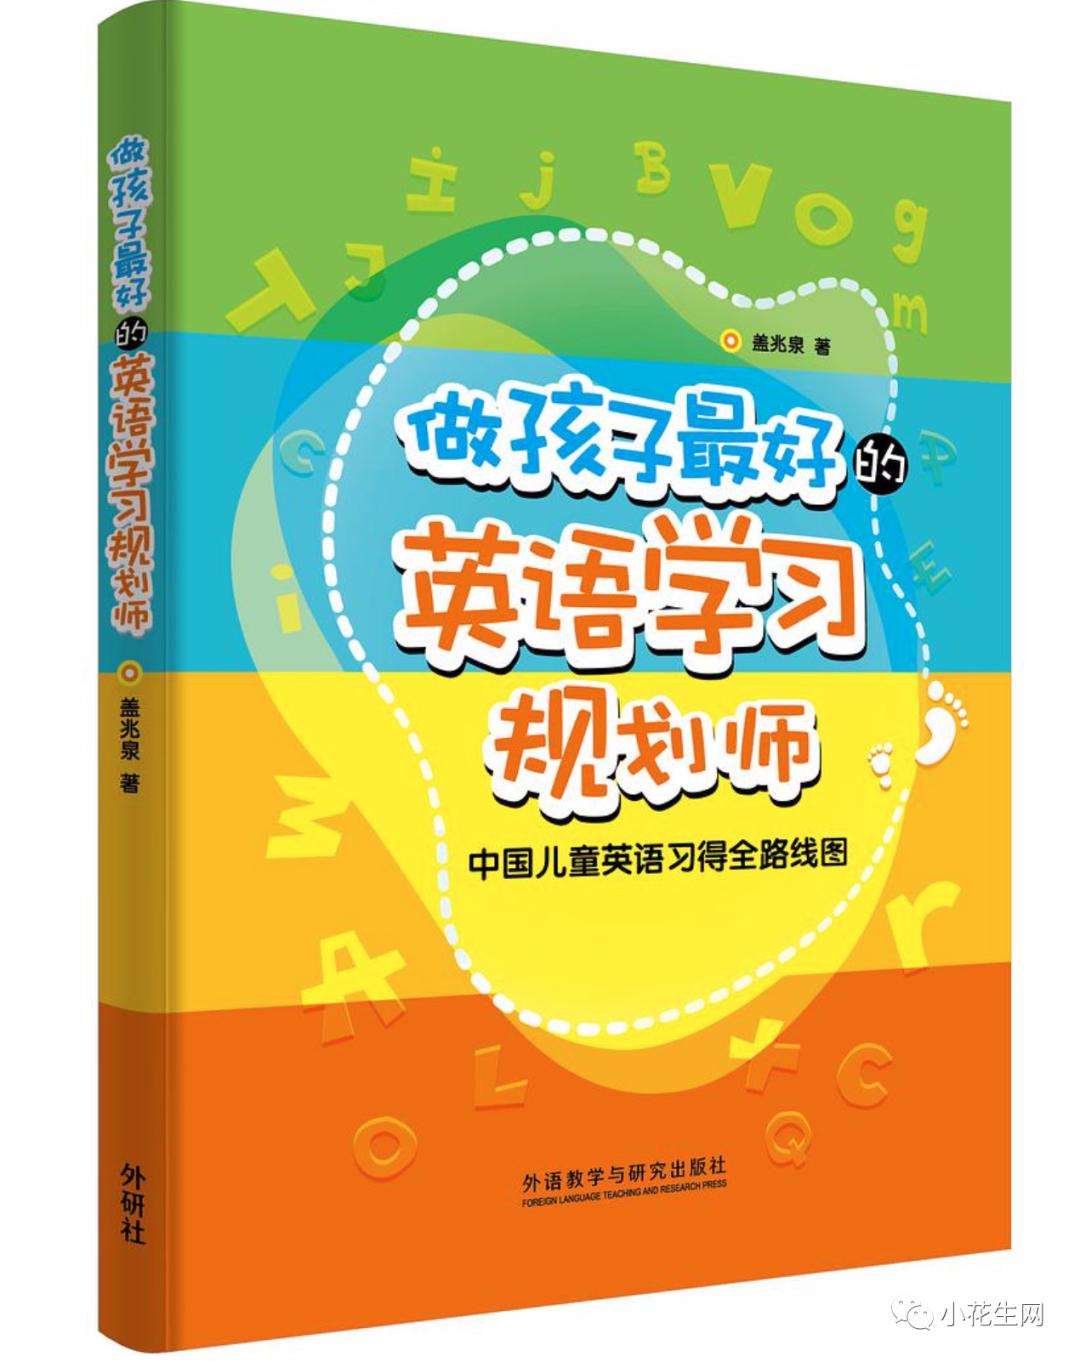 做孩子最好的英语学习规划师
盖兆泉 著
外研社
i j B V O g
T J
m
盖兆泉 著
做孩子最好的
C P
英语学习
E
i
规划师
M
中国儿童英语习得全路线图
r
A
L t C
O Q
外语教学与研究出版社
FOREIGN LANGUAGE TEACHING AND RESEARCH PRESS
小花生网